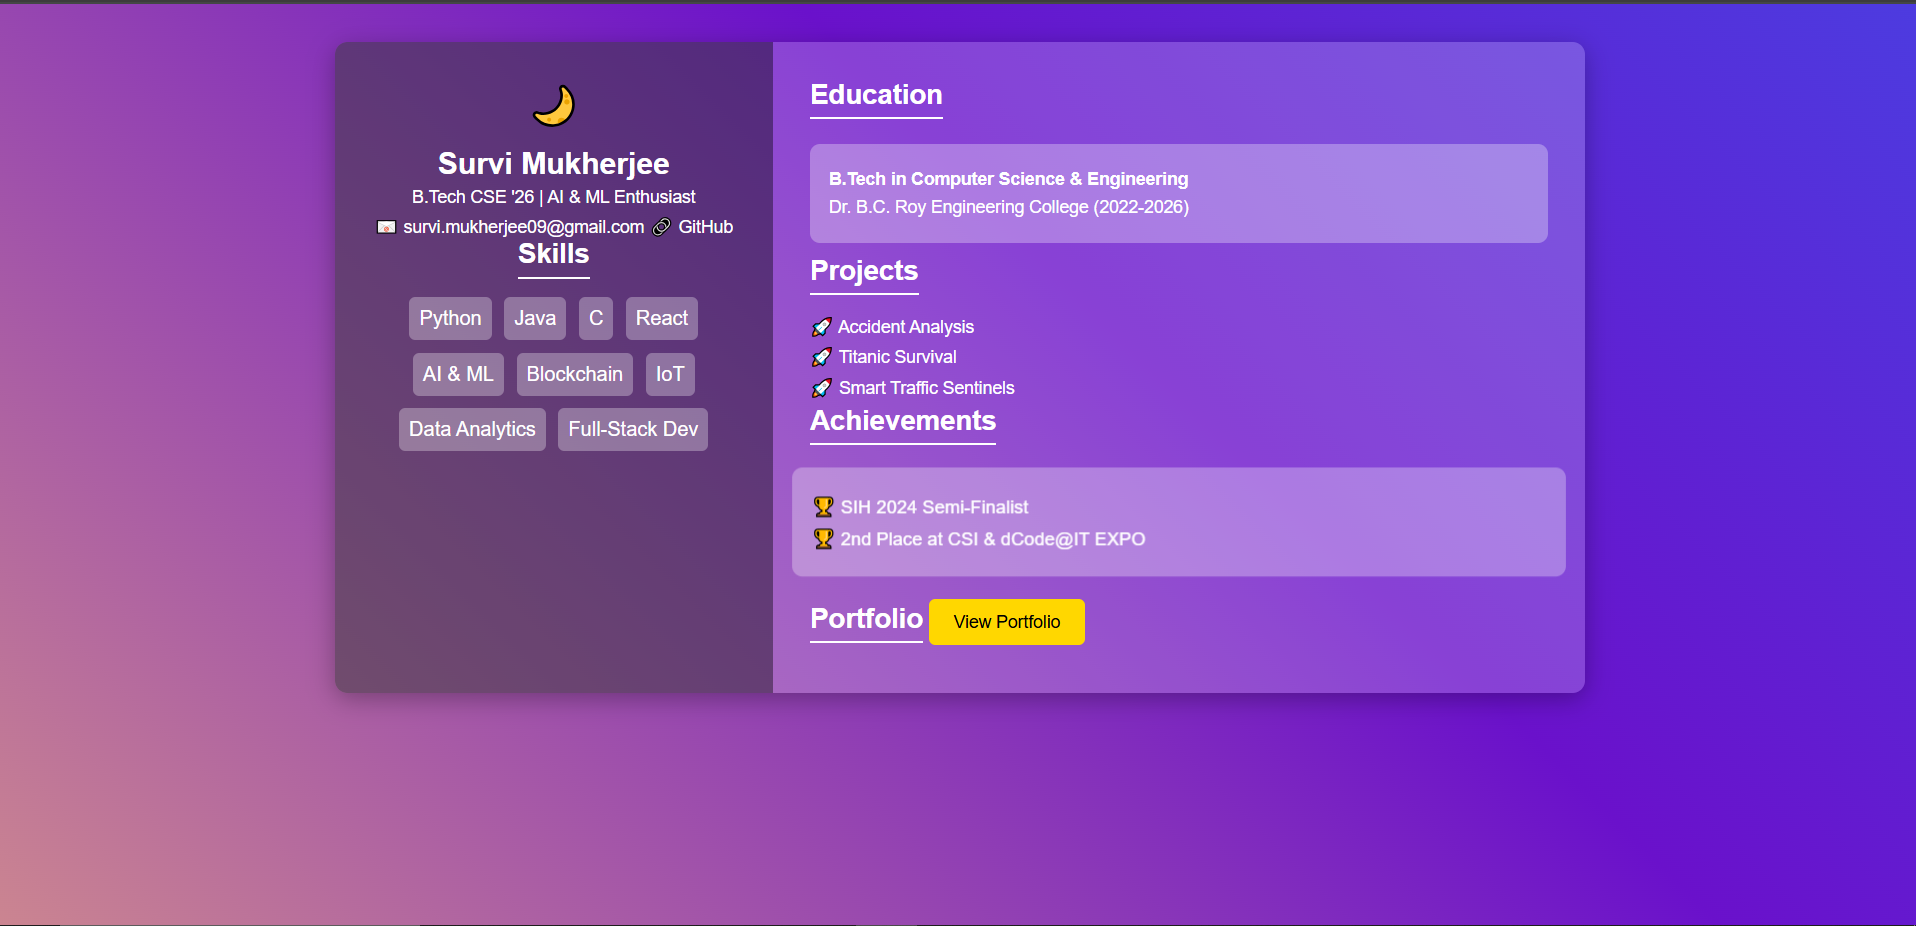 Survi Mukherjee
B.Tech CSE '26 | AI & ML Enthusiast
survi.mukherjee09@gmail.com GitHub
Skills
Python Java C React
AI & ML Blockchain IoT
Data Analytics Full-Stack Dev
Education
B.Tech in Computer Science & Engineering
Dr. B.C. Roy Engineering College (2022-2026)
Projects
Accident Analysis
Titanic Survival
Smart Traffic Sentinels
Achievements
SIH 2024 Semi-Finalist
2nd Place at CSI & dCode@IT EXPO
Portfolio View Portfolio